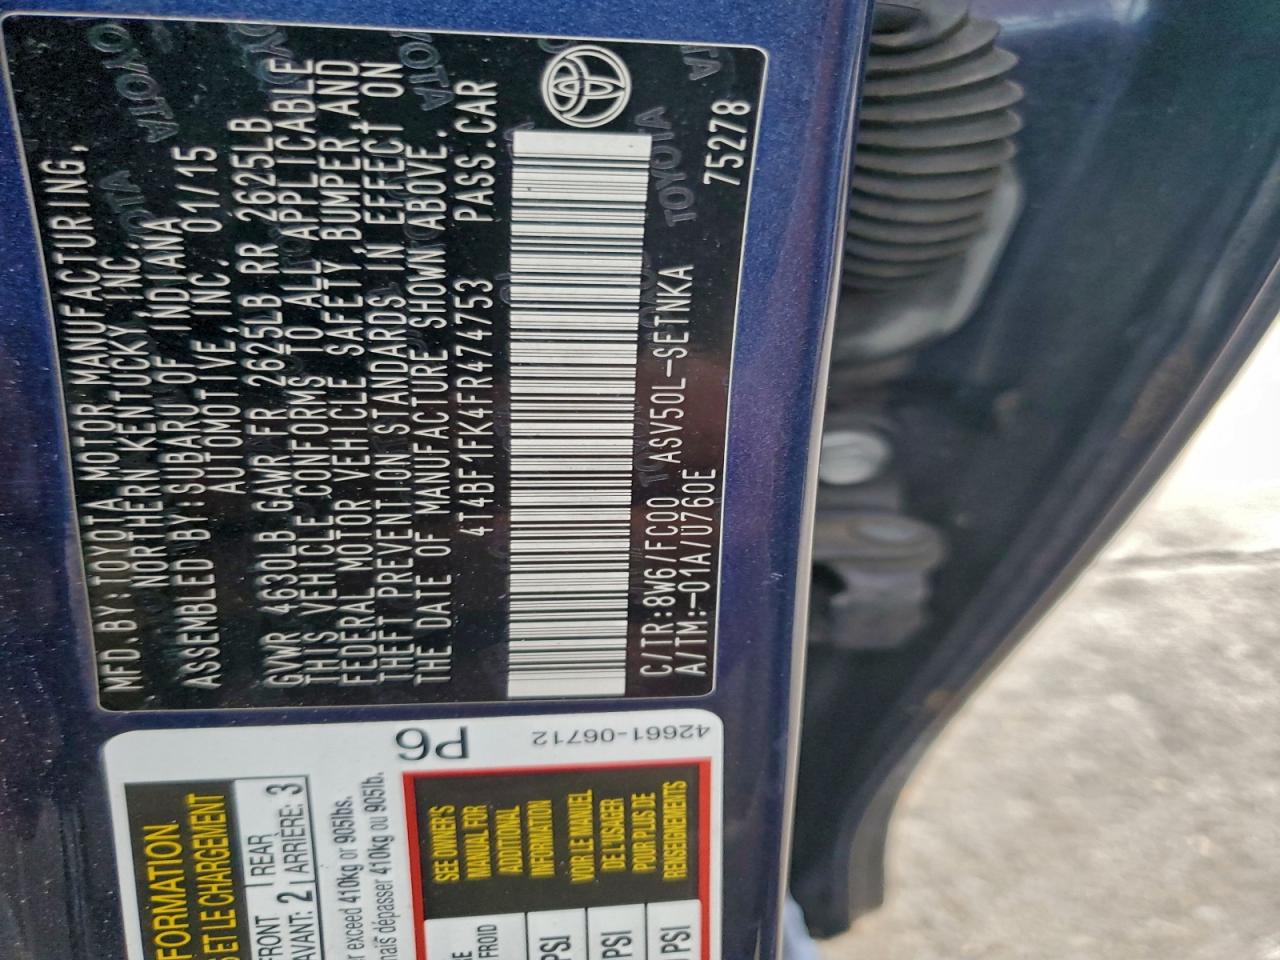 MFD.BY:TOYOTA MOTOR MANUFACTURING,
NORTHERN KENTUCKY, INC.
ASSEMBLED BY:SUBARU OF INDIANA
AUTOMOTIVE, INC. 01/15
GVWR 4630LB GAWR FR 2625LB RR 2625LB
THIS VEHICLE CONFORMS TO ALL APPLICABLE
FEDERAL MOTOR VEHICLE SAFETY,BUMPER,AND
THEFT PREVENTION STANDARDS IN EFFECT ON
THE DATE OF MANUFACTURE SHOWN ABOVE.
4T4BF1FK4FR474753 PASS.CAR
C/TR:8W6/FC00 ASV50L-SETNKA
A/TM:-01A/U760E 75278
TOYOTA
P6
42661-06712
FORMATION
ET LE CHARGEMENT
FRONT REAR
AVANT: 2 ARRIÈRE: 3
exceed 410kg or 905lbs.
dépasser 410kg ou 905lb.
SEE OWNER'S
MANUAL FOR
ADDITIONAL
INFORMATION
VOIR LE MANUEL
DE L'USAGER
POUR PLUS DE
RENSEIGNEMENTS
FROID
PSI
PSI
PSI